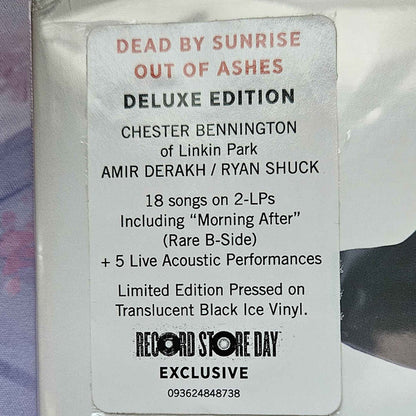 DEAD BY SUNRISE
OUT OF ASHES
DELUXE EDITION
CHESTER BENNINGTON
of Linkin Park
AMIR DERAKH / RYAN SHUCK
18 songs on 2-LPs
Including “Morning After”
(Rare B-Side)
+ 5 Live Acoustic Performances
Limited Edition Pressed on
Translucent Black Ice Vinyl.
RECORD STORE DAY
EXCLUSIVE
093624848738